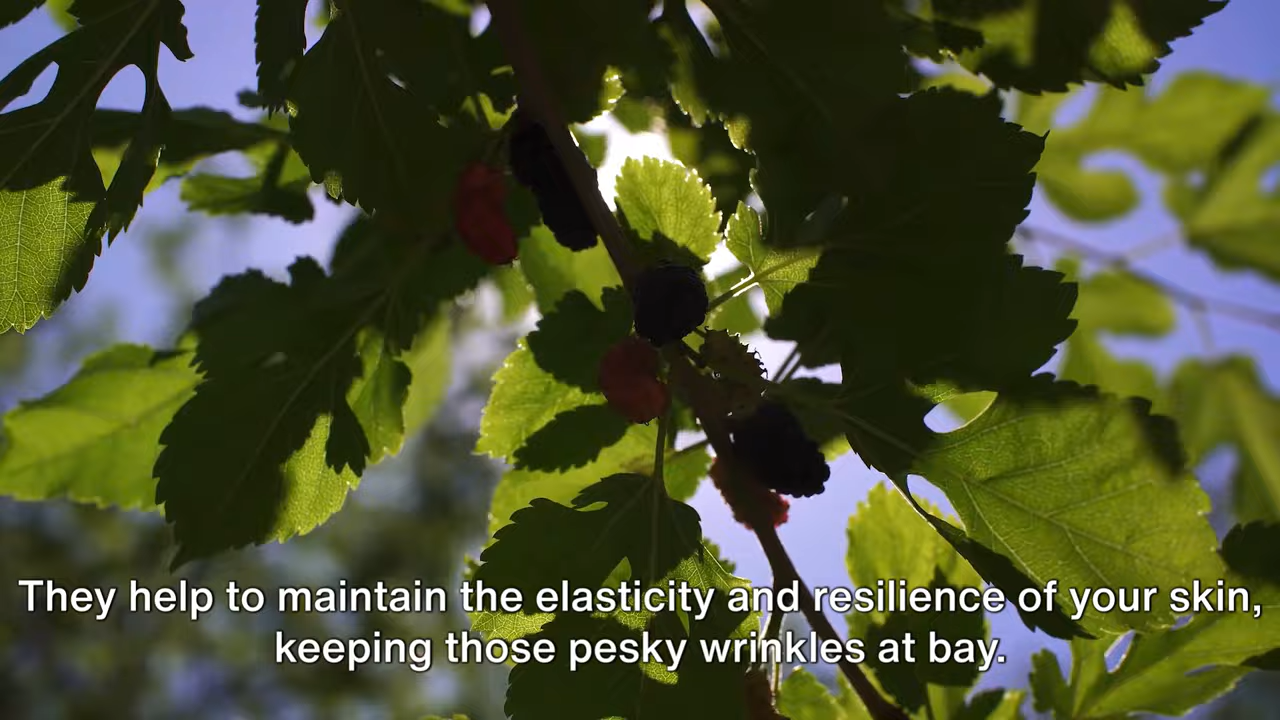 They help to maintain the elasticity and resilience of your skin,
keeping those pesky wrinkles at bay.